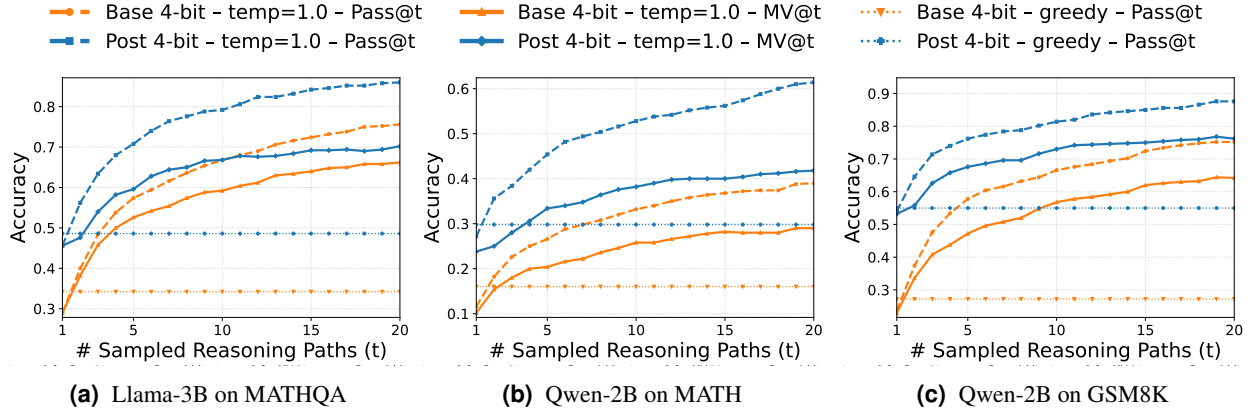 Base 4-bit – temp=1.0 – Pass@t
Base 4-bit – temp=1.0 – MV@t
Base 4-bit – greedy – Pass@t
Post 4-bit – temp=1.0 – Pass@t
Post 4-bit – temp=1.0 – MV@t
Post 4-bit – greedy – Pass@t
Accuracy
0.8
0.7
0.6
0.5
0.4
0.3
1 5 10 15 20
# Sampled Reasoning Paths (t)
(a) Llama-3B on MATHQA
Accuracy
0.6
0.5
0.4
0.3
0.2
0.1
1 5 10 15 20
# Sampled Reasoning Paths (t)
(b) Qwen-2B on MATH
Accuracy
0.9
0.8
0.7
0.6
0.5
0.4
0.3
1 5 10 15 20
# Sampled Reasoning Paths (t)
(c) Qwen-2B on GSM8K